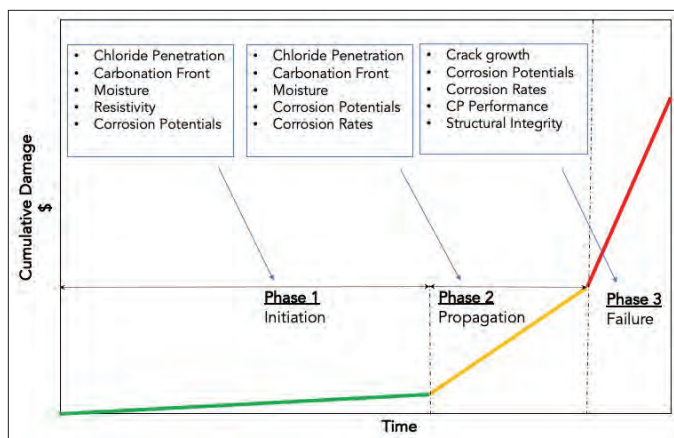 • Chloride Penetration
• Carbonation Front
• Moisture
• Resistivity
• Corrosion Potentials
• Chloride Penetration
• Carbonation Front
• Moisture
• Corrosion Potentials
• Corrosion Rates
• Crack growth
• Corrosion Potentials
• Corrosion Rates
• CP Performance
• Structural Integrity
Cumulative Damage
$
Phase 1
Initiation
Phase 2
Propagation
Phase 3
Failure
Time